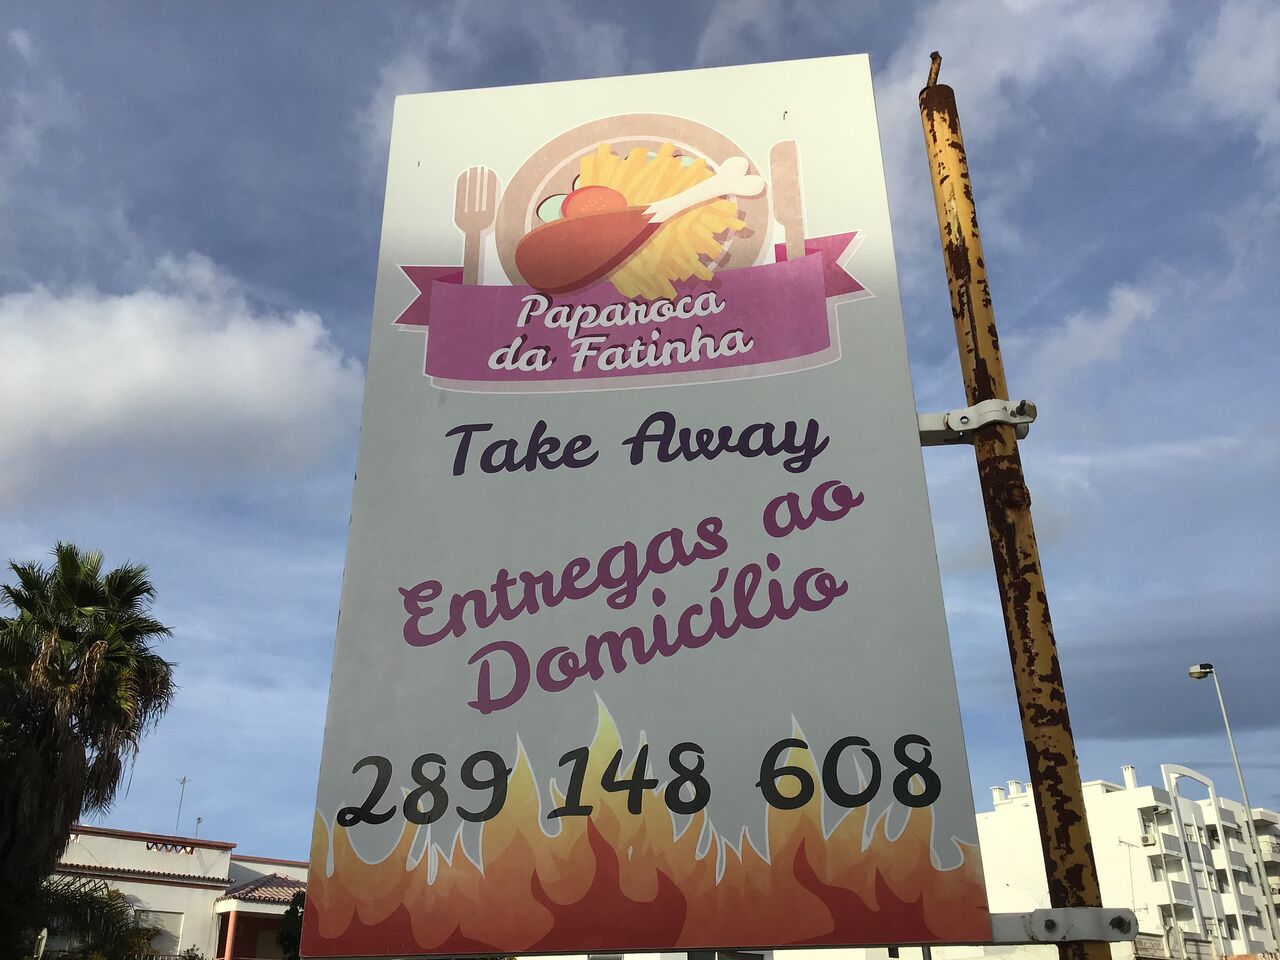 Paparoca
da Fatinha
Take Away
Entregas ao
Domicílio
289 148 608